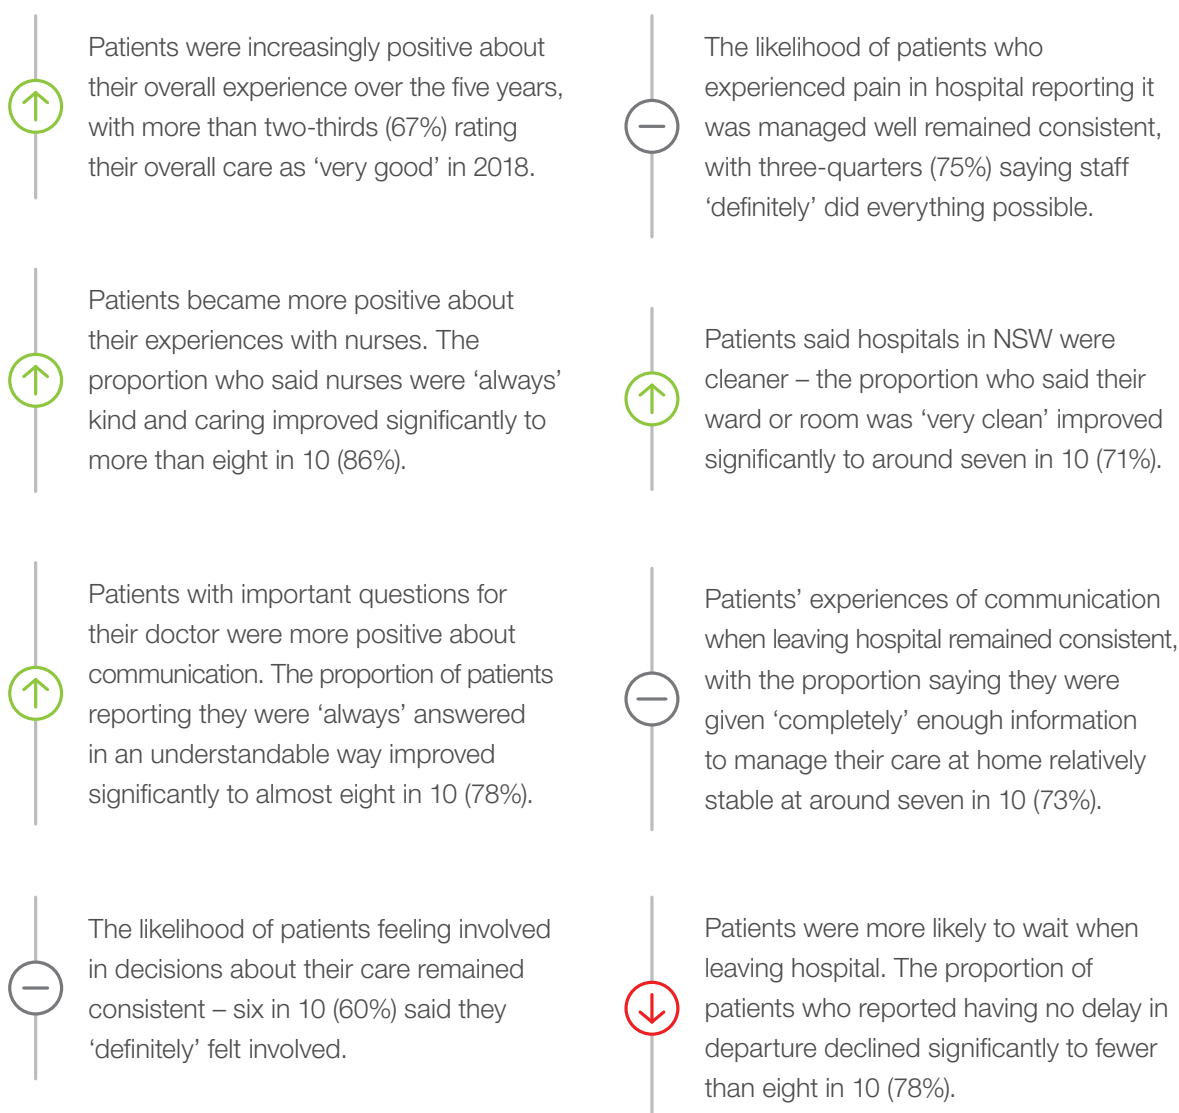 Patients were increasingly positive about
their overall experience over the five years,
with more than two-thirds (67%) rating
their overall care as ‘very good’ in 2018.
Patients became more positive about
their experiences with nurses. The
proportion who said nurses were ‘always’
kind and caring improved significantly to
more than eight in 10 (86%).
Patients with important questions for
their doctor were more positive about
communication. The proportion of patients
reporting they were ‘always’ answered
in an understandable way improved
significantly to almost eight in 10 (78%).
The likelihood of patients feeling involved
in decisions about their care remained
consistent – six in 10 (60%) said they
‘definitely’ felt involved.
The likelihood of patients who
experienced pain in hospital reporting it
was managed well remained consistent,
with three-quarters (75%) saying staff
‘definitely’ did everything possible.
Patients said hospitals in NSW were
cleaner – the proportion who said their
ward or room was ‘very clean’ improved
significantly to around seven in 10 (71%).
Patients’ experiences of communication
when leaving hospital remained consistent,
with the proportion saying they were
given ‘completely’ enough information
to manage their care at home relatively
stable at around seven in 10 (73%).
Patients were more likely to wait when
leaving hospital. The proportion of
patients who reported having no delay in
departure declined significantly to fewer
than eight in 10 (78%).